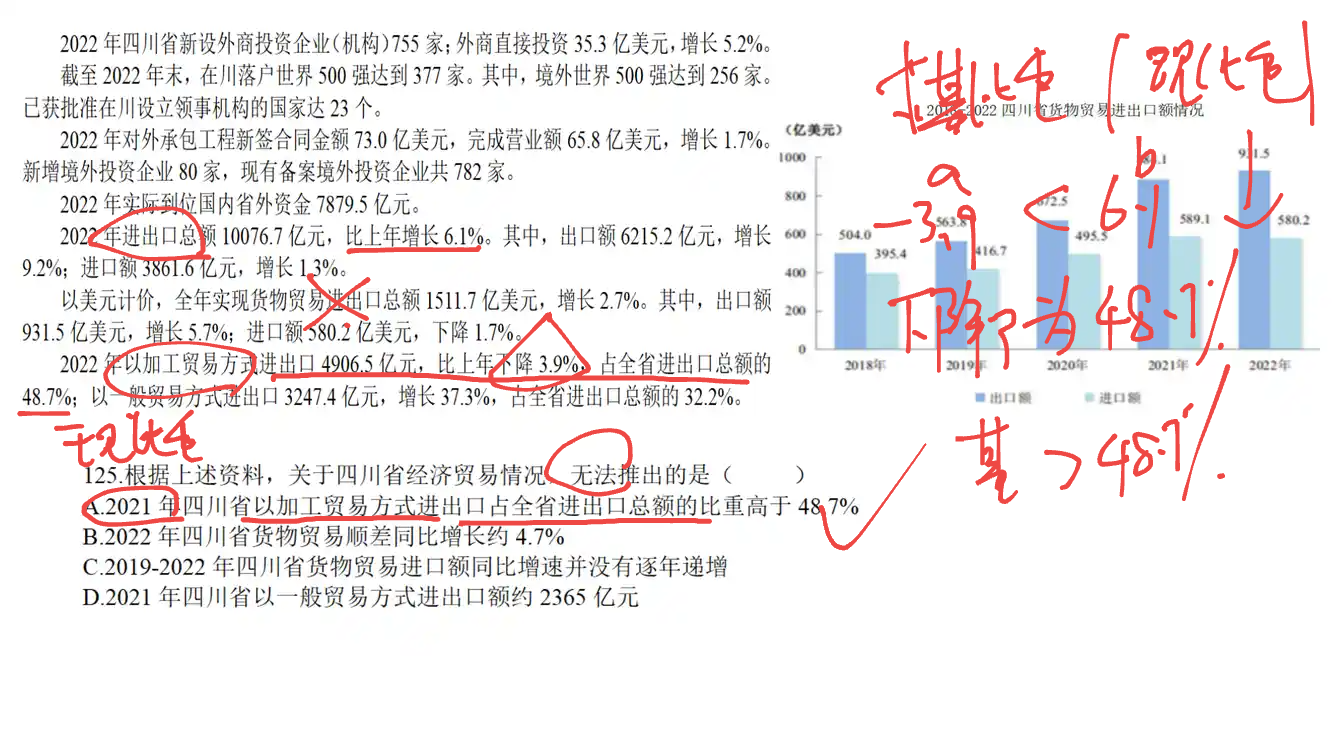 2022 年四川省新设外商投资企业（机构）755 家；外商直接投资 35.3 亿美元，增长 5.2%。
截至 2022 年末，在川落户世界 500 强达到 377 家。其中，境外世界 500 强达到 256 家。
已获批准在川设立领事机构的国家达 23 个。
2022 年对外承包工程新签合同金额 73.0 亿美元，完成营业额 65.8 亿美元，增长 1.7%。
新增境外投资企业 80 家，现有备案境外投资企业共 782 家。
2022 年实际到位国内省外资金 7879.5 亿元。
2022 年进出口总额 10076.7 亿元，比上年增长 6.1%。其中，出口额 6215.2 亿元，增长
9.2%；进口额 3861.6 亿元，增长 1.3%。
以美元计价，全年实现货物贸易进出口总额 1511.7 亿美元，增长 2.7%。其中，出口额
931.5 亿美元，增长 5.7%；进口额 580.2 亿美元，下降 1.7%。
2022 年以加工贸易方式进出口 4906.5 亿元，比上年下降 3.9%，占全省进出口总额的
48.7%；以一般贸易方式进出口 3247.4 亿元，增长 37.3%，占全省进出口总额的 32.2%。
现比重
125.根据上述资料，关于四川省经济贸易情况，无法推出的是（ ）
A.2021 年四川省以加工贸易方式进出口占全省进出口总额的比重高于 48.7%
B.2022 年四川省货物贸易顺差同比增长约 4.7%
C.2019-2022 年四川省货物贸易进口额同比增速并没有逐年递增
D.2021 年四川省以一般贸易方式进出口额约 2365 亿元
求基比重（现比重）
2022 四川省货物贸易进出口额情况
（亿美元）
1000
800
600
400
200
0
504.0
395.4
563.8
416.7
495.5
589.1
931.5
580.2
2018年
2019年
2020年
2021年
2022年
出口额
进口额
a
b
-3.9 < 6.1
下降 为 48.7%
基 > 48.7%